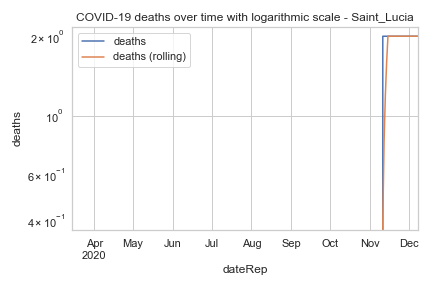 COVID-19 deaths over time with logarithmic scale - Saint_Lucia
deaths
deaths (rolling)
deaths
2 × 10⁰
10⁰
6 × 10⁻¹
4 × 10⁻¹
Apr May Jun Jul Aug Sep Oct Nov Dec
2020
dateRep